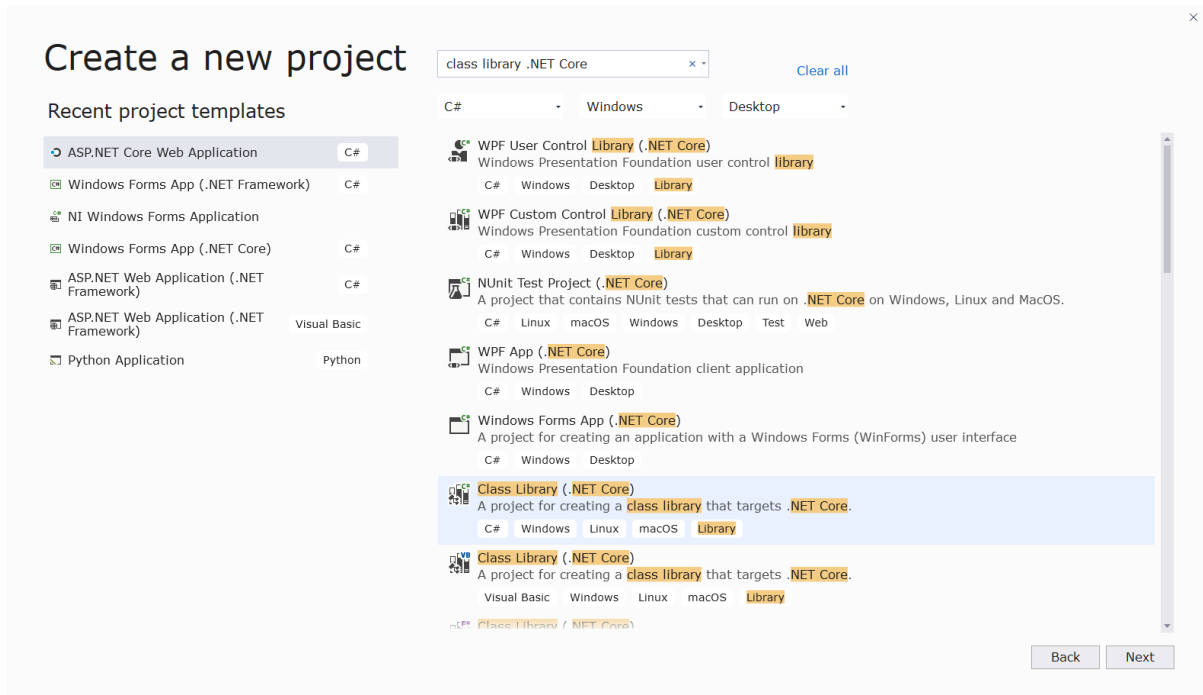 Create a new project
Recent project templates
ASP.NET Core Web Application C#
Windows Forms App (.NET Framework) C#
NI Windows Forms Application
Windows Forms App (.NET Core) C#
ASP.NET Web Application (.NET
Framework) C#
ASP.NET Web Application (.NET
Framework) Visual Basic
Python Application Python
class library .NET Core
Clear all
C# Windows Desktop
WPF User Control Library (.NET Core)
Windows Presentation Foundation user control library
C# Windows Desktop Library
WPF Custom Control Library (.NET Core)
Windows Presentation Foundation custom control library
C# Windows Desktop Library
NUnit Test Project (.NET Core)
A project that contains NUnit tests that can run on .NET Core on Windows, Linux and MacOS.
C# Linux macOS Windows Desktop Test Web
WPF App (.NET Core)
Windows Presentation Foundation client application
C# Windows Desktop
Windows Forms App (.NET Core)
A project for creating an application with a Windows Forms (WinForms) user interface
C# Windows Desktop
Class Library (.NET Core)
A project for creating a class library that targets .NET Core.
C# Windows Linux macOS Library
Class Library (.NET Core)
A project for creating a class library that targets .NET Core.
Visual Basic Windows Linux macOS Library
Class Library (.NET Core)
Back Next